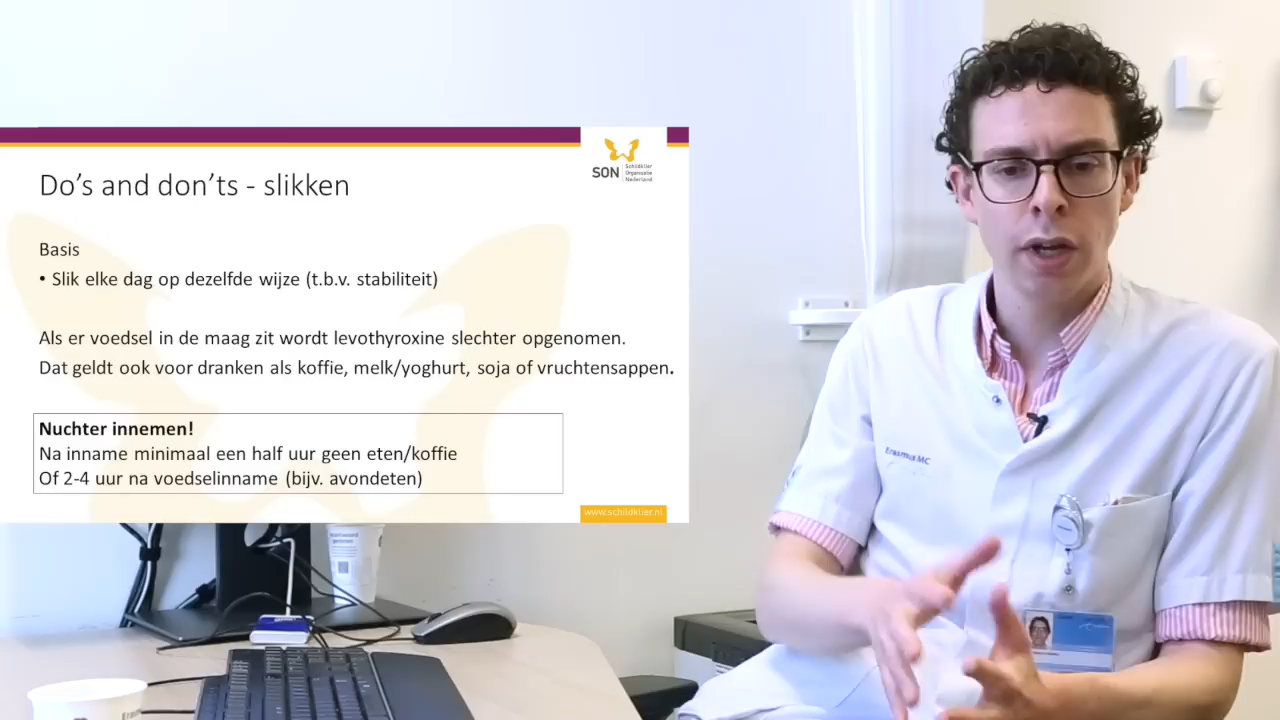 Do's and don'ts - slikken
SON
Schildklier
Organisatie
Nederland
Basis
• Slik elke dag op dezelfde wijze (t.b.v. stabiliteit)
Als er voedsel in de maag zit wordt levothyroxine slechter opgenomen.
Dat geldt ook voor dranken als koffie, melk/yoghurt, soja of vruchtensappen.
Nuchter innemen!
Na inname minimaal een half uur geen eten/koffie
Of 2-4 uur na voedselinname (bijv. avondeten)
www.schildklier.nl
Erasmus MC